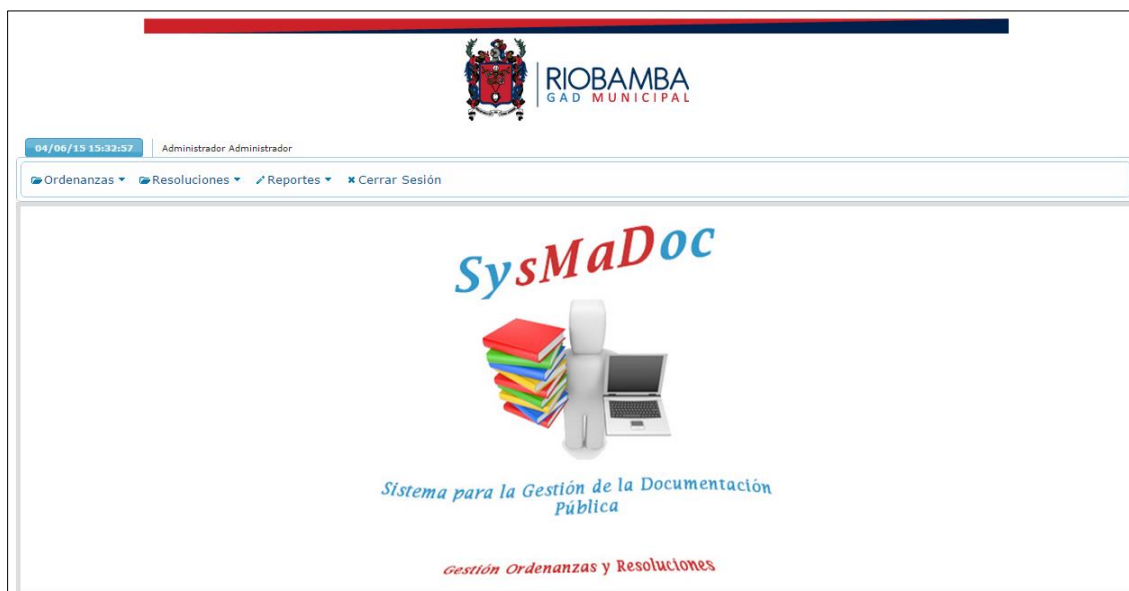 RIOBAMBA
GAD MUNICIPAL
04/06/15 15:32:57 Administrador Administrador
Ordenanzas Resoluciones Reportes Cerrar Sesión
SysMaDoc
Sistema para la Gestión de la Documentación
Pública
Gestión Ordenanzas y Resoluciones